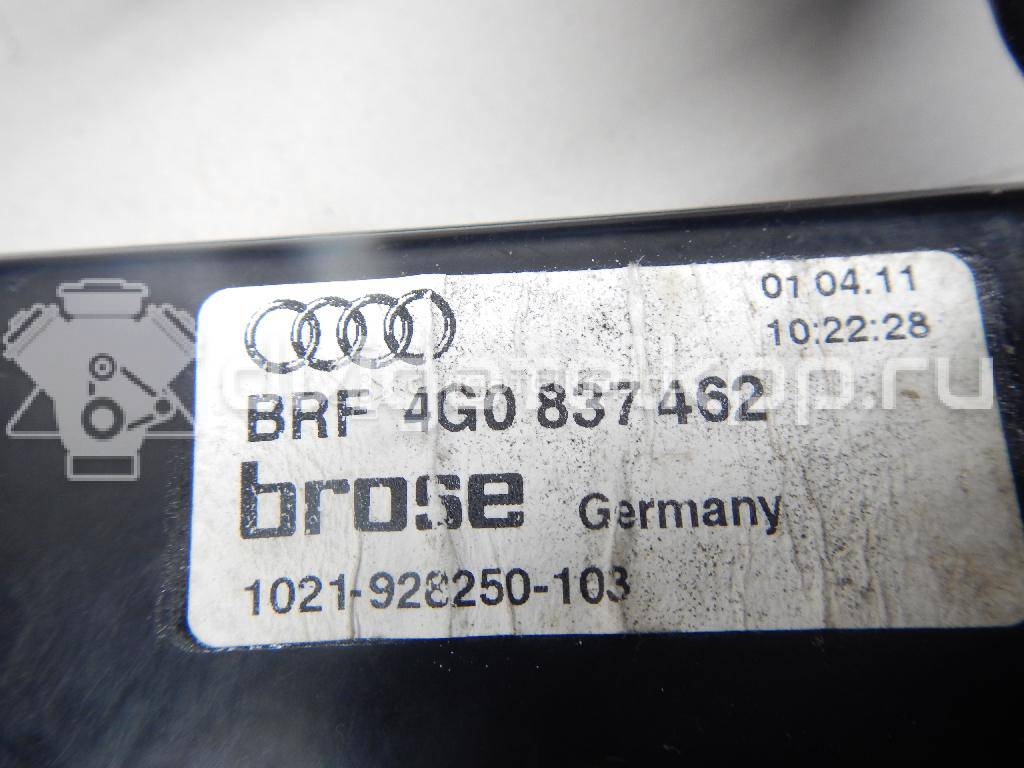 01.04.11
10:22:28
BRF 4G0 837 462
brose Germany
1021-928250-103